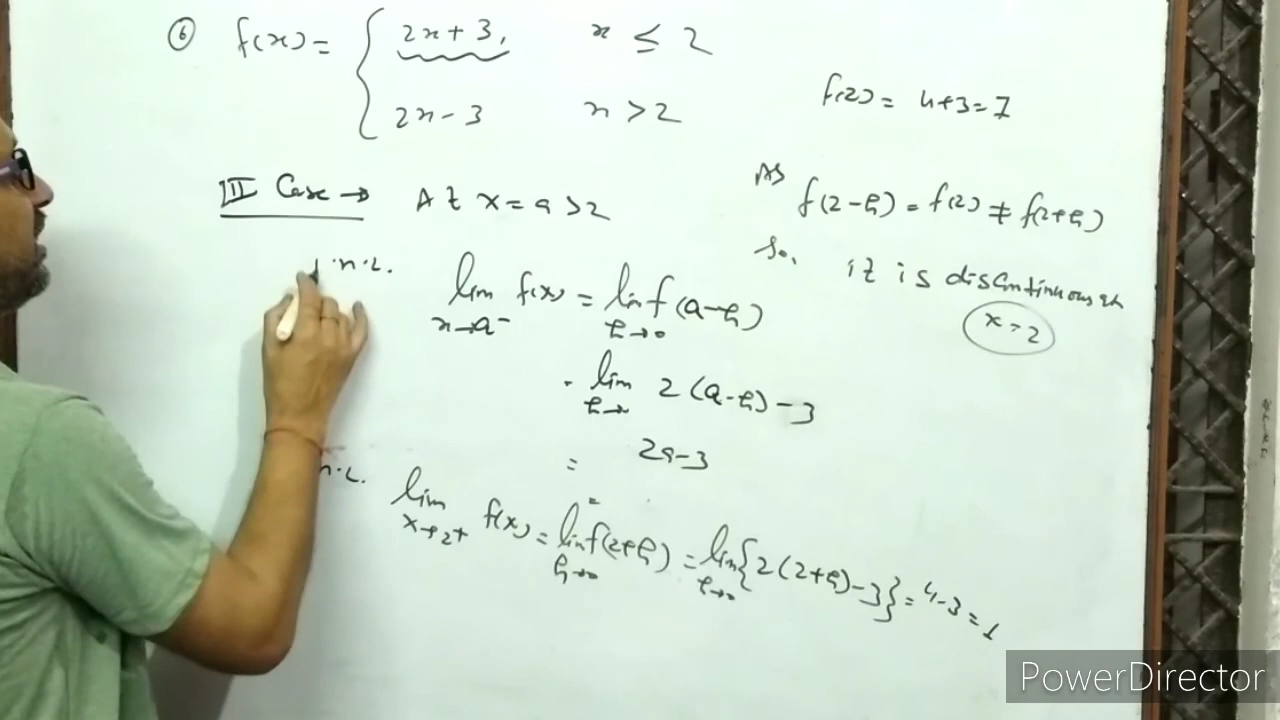 ⑥ f(x) = { 2x+3, x ≤ 2
2x-3 x > 2
f(2) = 4+3=7
III Case → At x = a > 2
As f(2-h) = f(2) ≠ f(2+h)
So, it is discontinuous at
x = 2
lim x→a⁻ f(x) = lim h→0 f(a-h)
= lim h→ 2(a-h)-3
= 2a-3
lim x→2+ f(x) = lim h→0 f(2+h) = lim h→0 {2(2+h)-3} = 4-3 = 1
PowerDirector